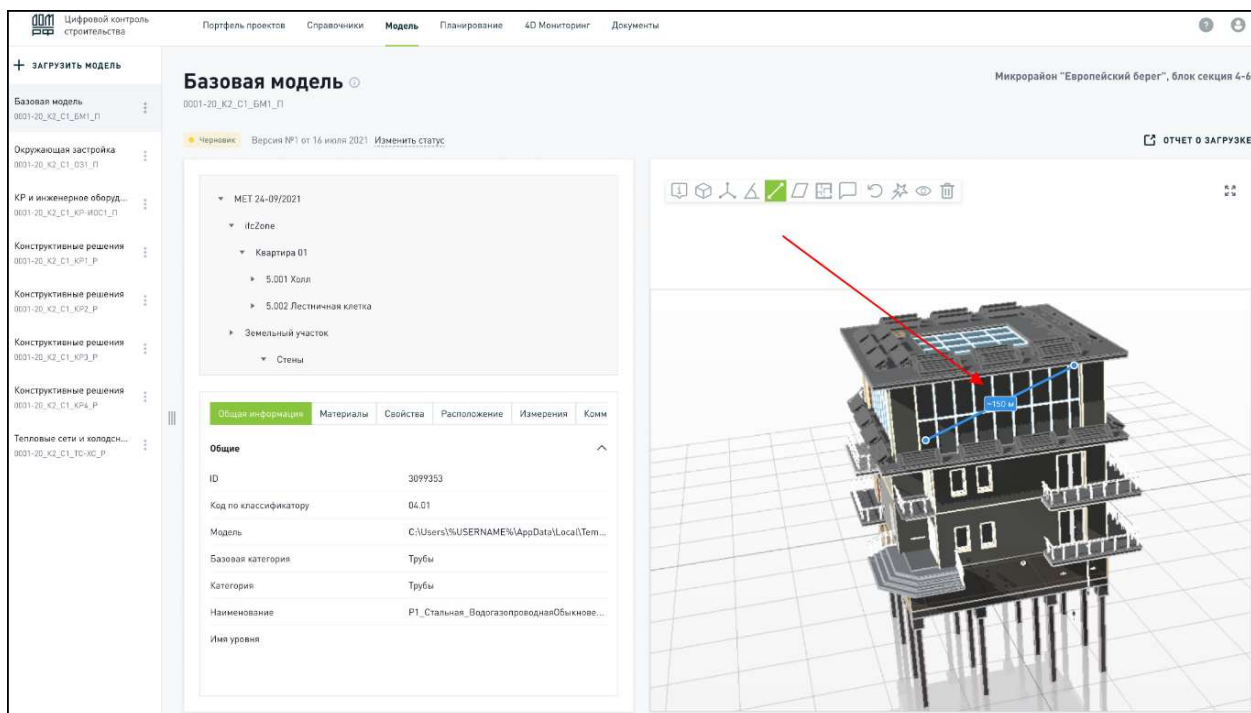 ДОМ
РФ
Цифровой контроль
строительства
Портфель проектов
Справочники
Модель
Планирование
4D Мониторинг
Документы
?
+ ЗАГРУЗИТЬ МОДЕЛЬ
Базовая модель
0001-20_К2_С1_БМ1_П
Окружающая застройка
0001-20_К2_С1_ОЗ1_П
КР и инженерное оборуд...
0001-20_К2_С1_КР-ИОС1_П
Конструктивные решения
0001-20_К2_С1_КР1_Р
Конструктивные решения
0001-20_К2_С1_КР2_Р
Конструктивные решения
0001-20_К2_С1_КР3_Р
Конструктивные решения
0001-20_К2_С1_КР4_Р
Тепловые сети и холодсн...
0001-20_К2_С1_ТС-ХС_Р
Базовая модель
0001-20_К2_С1_БМ1_П
Микрорайон "Европейский берег", блок секция 4-6
Черновик Версия №1 от 16 июля 2021 Изменить статус
ОТЧЕТ О ЗАГРУЗКЕ
МЕТ 24-09/2021
ifcZone
Квартира 01
5.001 Холл
5.002 Лестничная клетка
Земельный участок
Стены
Общая информация
Материалы
Свойства
Расположение
Измерения
Комм
Общие
ID 3099353
Код по классификатору 04.01
Модель C:\Users\%USERNAME%\AppData\Local\Tem...
Базовая категория Трубы
Категория Трубы
Наименование Р1_Стальная_ВодогазопроводнаяОбыкнове...
Имя уровня
~150 м